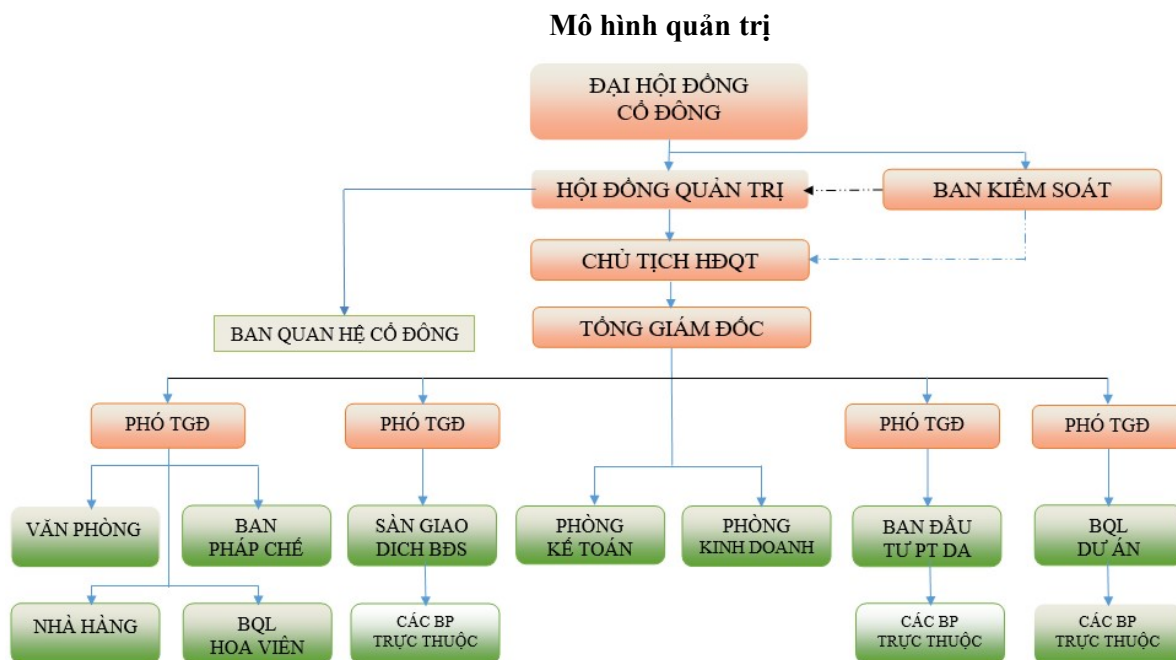 Mô hình quản trị
ĐẠI HỘI ĐỒNG
CỔ ĐÔNG
HỘI ĐỒNG QUẢN TRỊ
BAN KIỂM SOÁT
CHỦ TỊCH HĐQT
BAN QUAN HỆ CỔ ĐÔNG
TỔNG GIÁM ĐỐC
PHÓ TGĐ
PHÓ TGĐ
PHÓ TGĐ
PHÓ TGĐ
VĂN PHÒNG
BAN
PHÁP CHẾ
SÀN GIAO
DICH BĐS
PHÒNG
KẾ TOÁN
PHÒNG
KINH DOANH
BAN ĐẦU
TƯ PT DA
BQL
DƯ ÁN
NHÀ HÀNG
BQL
HOA VIÊN
CÁC BP
TRỰC THUỘC
CÁC BP
TRỰC THUỘC
CÁC BP
TRỰC THUỘC